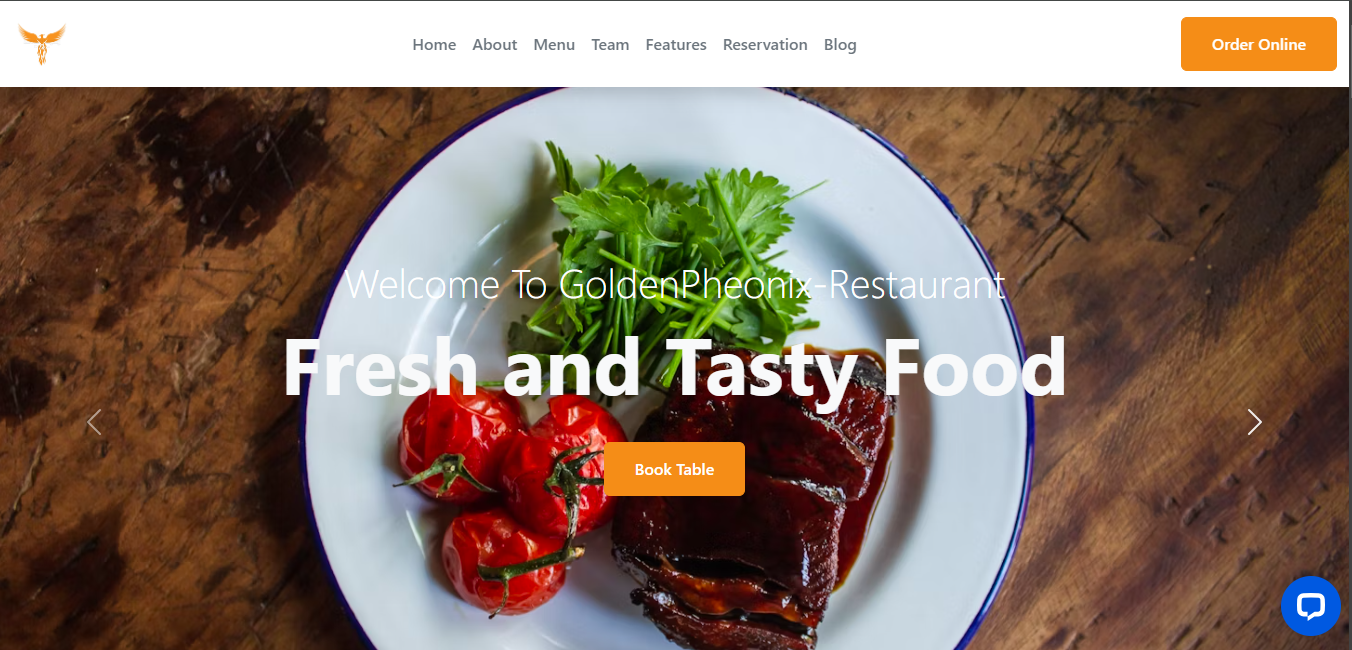 Home About Menu Team Features Reservation Blog
Order Online
Welcome To GoldenPheonix-Restaurant
Fresh and Tasty Food
Book Table